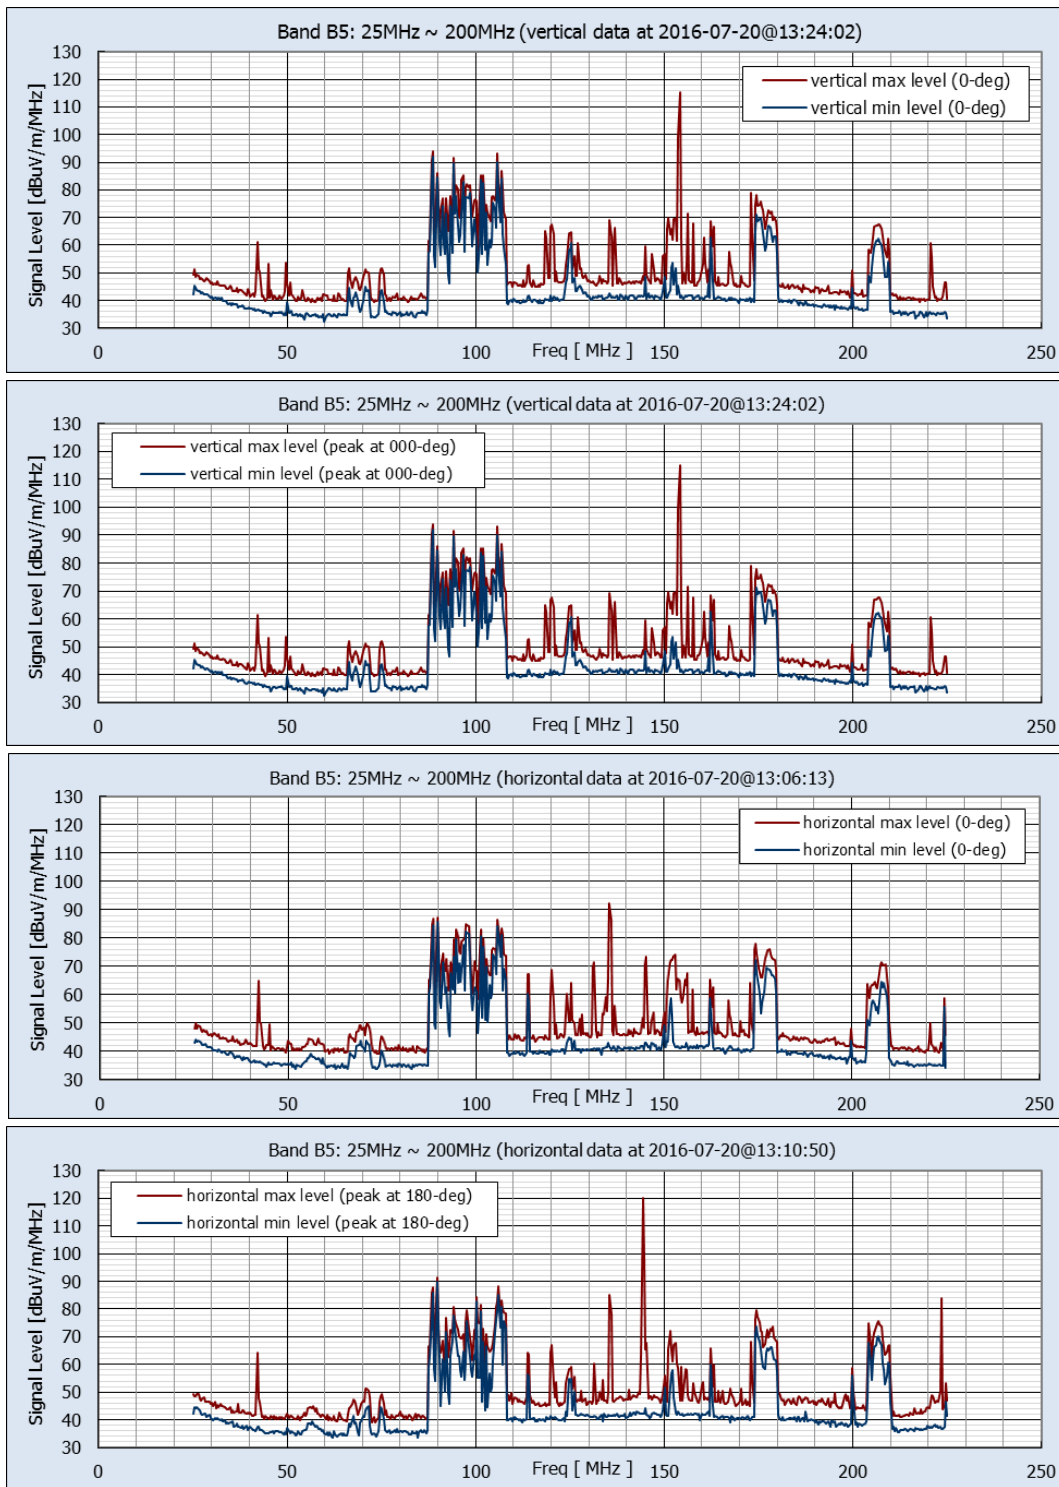 Band B5: 25MHz ~ 200MHz (vertical data at 2016-07-20@13:24:02)
Signal Level [dBuV/m/MHz]
130
120
110
100
90
80
70
60
50
40
30
vertical max level (0-deg)
vertical min level (0-deg)
0 50 100 150 200 250
Freq [ MHz ]
Band B5: 25MHz ~ 200MHz (vertical data at 2016-07-20@13:24:02)
Signal Level [dBuV/m/MHz]
130
120
110
100
90
80
70
60
50
40
30
vertical max level (peak at 000-deg)
vertical min level (peak at 000-deg)
0 50 100 150 200 250
Freq [ MHz ]
Band B5: 25MHz ~ 200MHz (horizontal data at 2016-07-20@13:06:13)
Signal Level [dBuV/m/MHz]
130
120
110
100
90
80
70
60
50
40
30
horizontal max level (0-deg)
horizontal min level (0-deg)
0 50 100 150 200 250
Freq [ MHz ]
Band B5: 25MHz ~ 200MHz (horizontal data at 2016-07-20@13:10:50)
Signal Level [dBuV/m/MHz]
130
120
110
100
90
80
70
60
50
40
30
horizontal max level (peak at 180-deg)
horizontal min level (peak at 180-deg)
0 50 100 150 200 250
Freq [ MHz ]